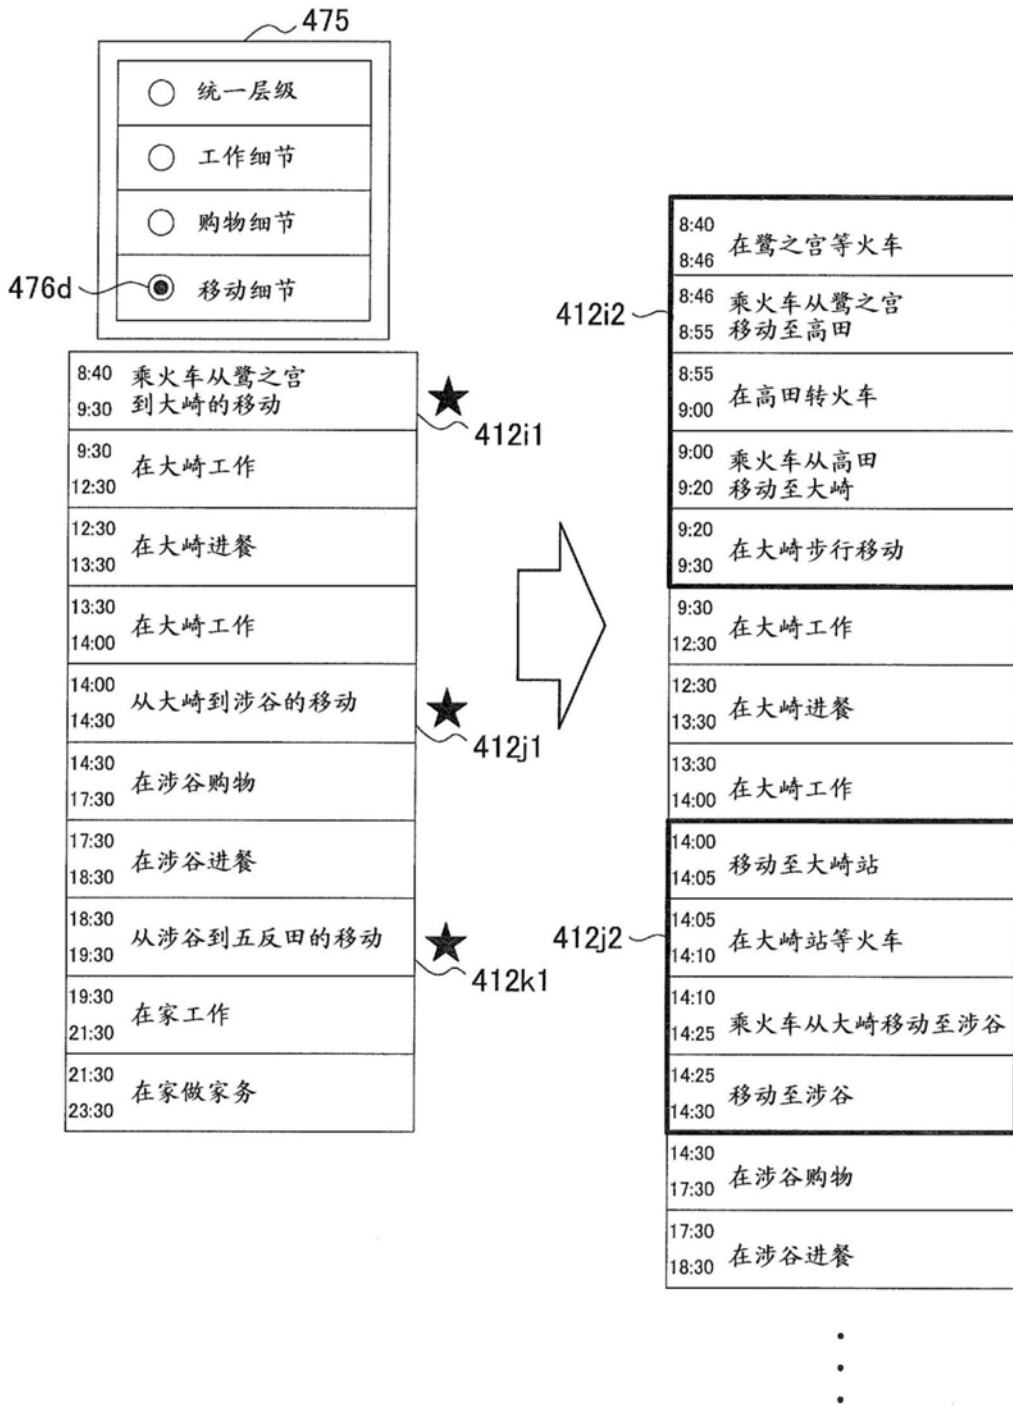 475
统一层级
工作细节
购物细节
476d
移动细节
8:40
9:30
乘火车从鹭之宫
到大崎的移动
412i1
9:30
12:30
在大崎工作
12:30
13:30
在大崎进餐
13:30
14:00
在大崎工作
14:00
14:30
从大崎到涉谷的移动
412j1
14:30
17:30
在涉谷购物
17:30
18:30
在涉谷进餐
18:30
19:30
从涉谷到五反田的移动
412k1
19:30
21:30
在家工作
21:30
23:30
在家做家务
412i2
8:40
8:46
在鹭之宫等火车
8:46
8:55
乘火车从鹭之宫
移动至高田
8:55
9:00
在高田转火车
9:00
9:20
乘火车从高田
移动至大崎
9:20
9:30
在大崎步行移动
9:30
12:30
在大崎工作
12:30
13:30
在大崎进餐
13:30
14:00
在大崎工作
412j2
14:00
14:05
移动至大崎站
14:05
14:10
在大崎站等火车
14:10
14:25
乘火车从大崎移动至涉谷
14:25
14:30
移动至涉谷
14:30
17:30
在涉谷购物
17:30
18:30
在涉谷进餐